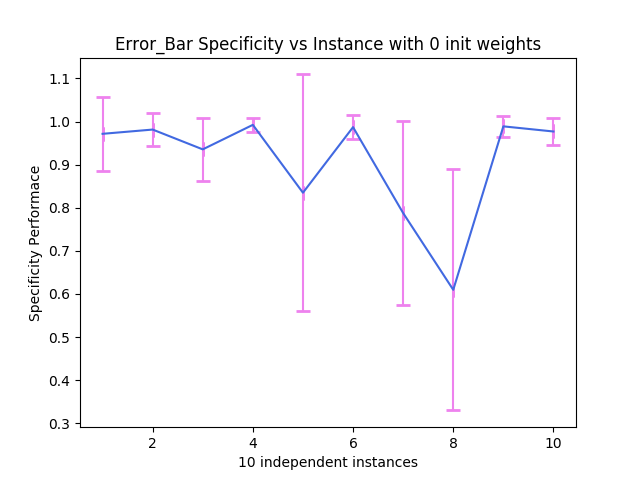 Error_Bar Specificity vs Instance with 0 init weights
1.1
1.0
0.9
0.8
0.7
0.6
0.5
0.4
0.3
Specificity Performace
2 4 6 8 10
10 independent instances